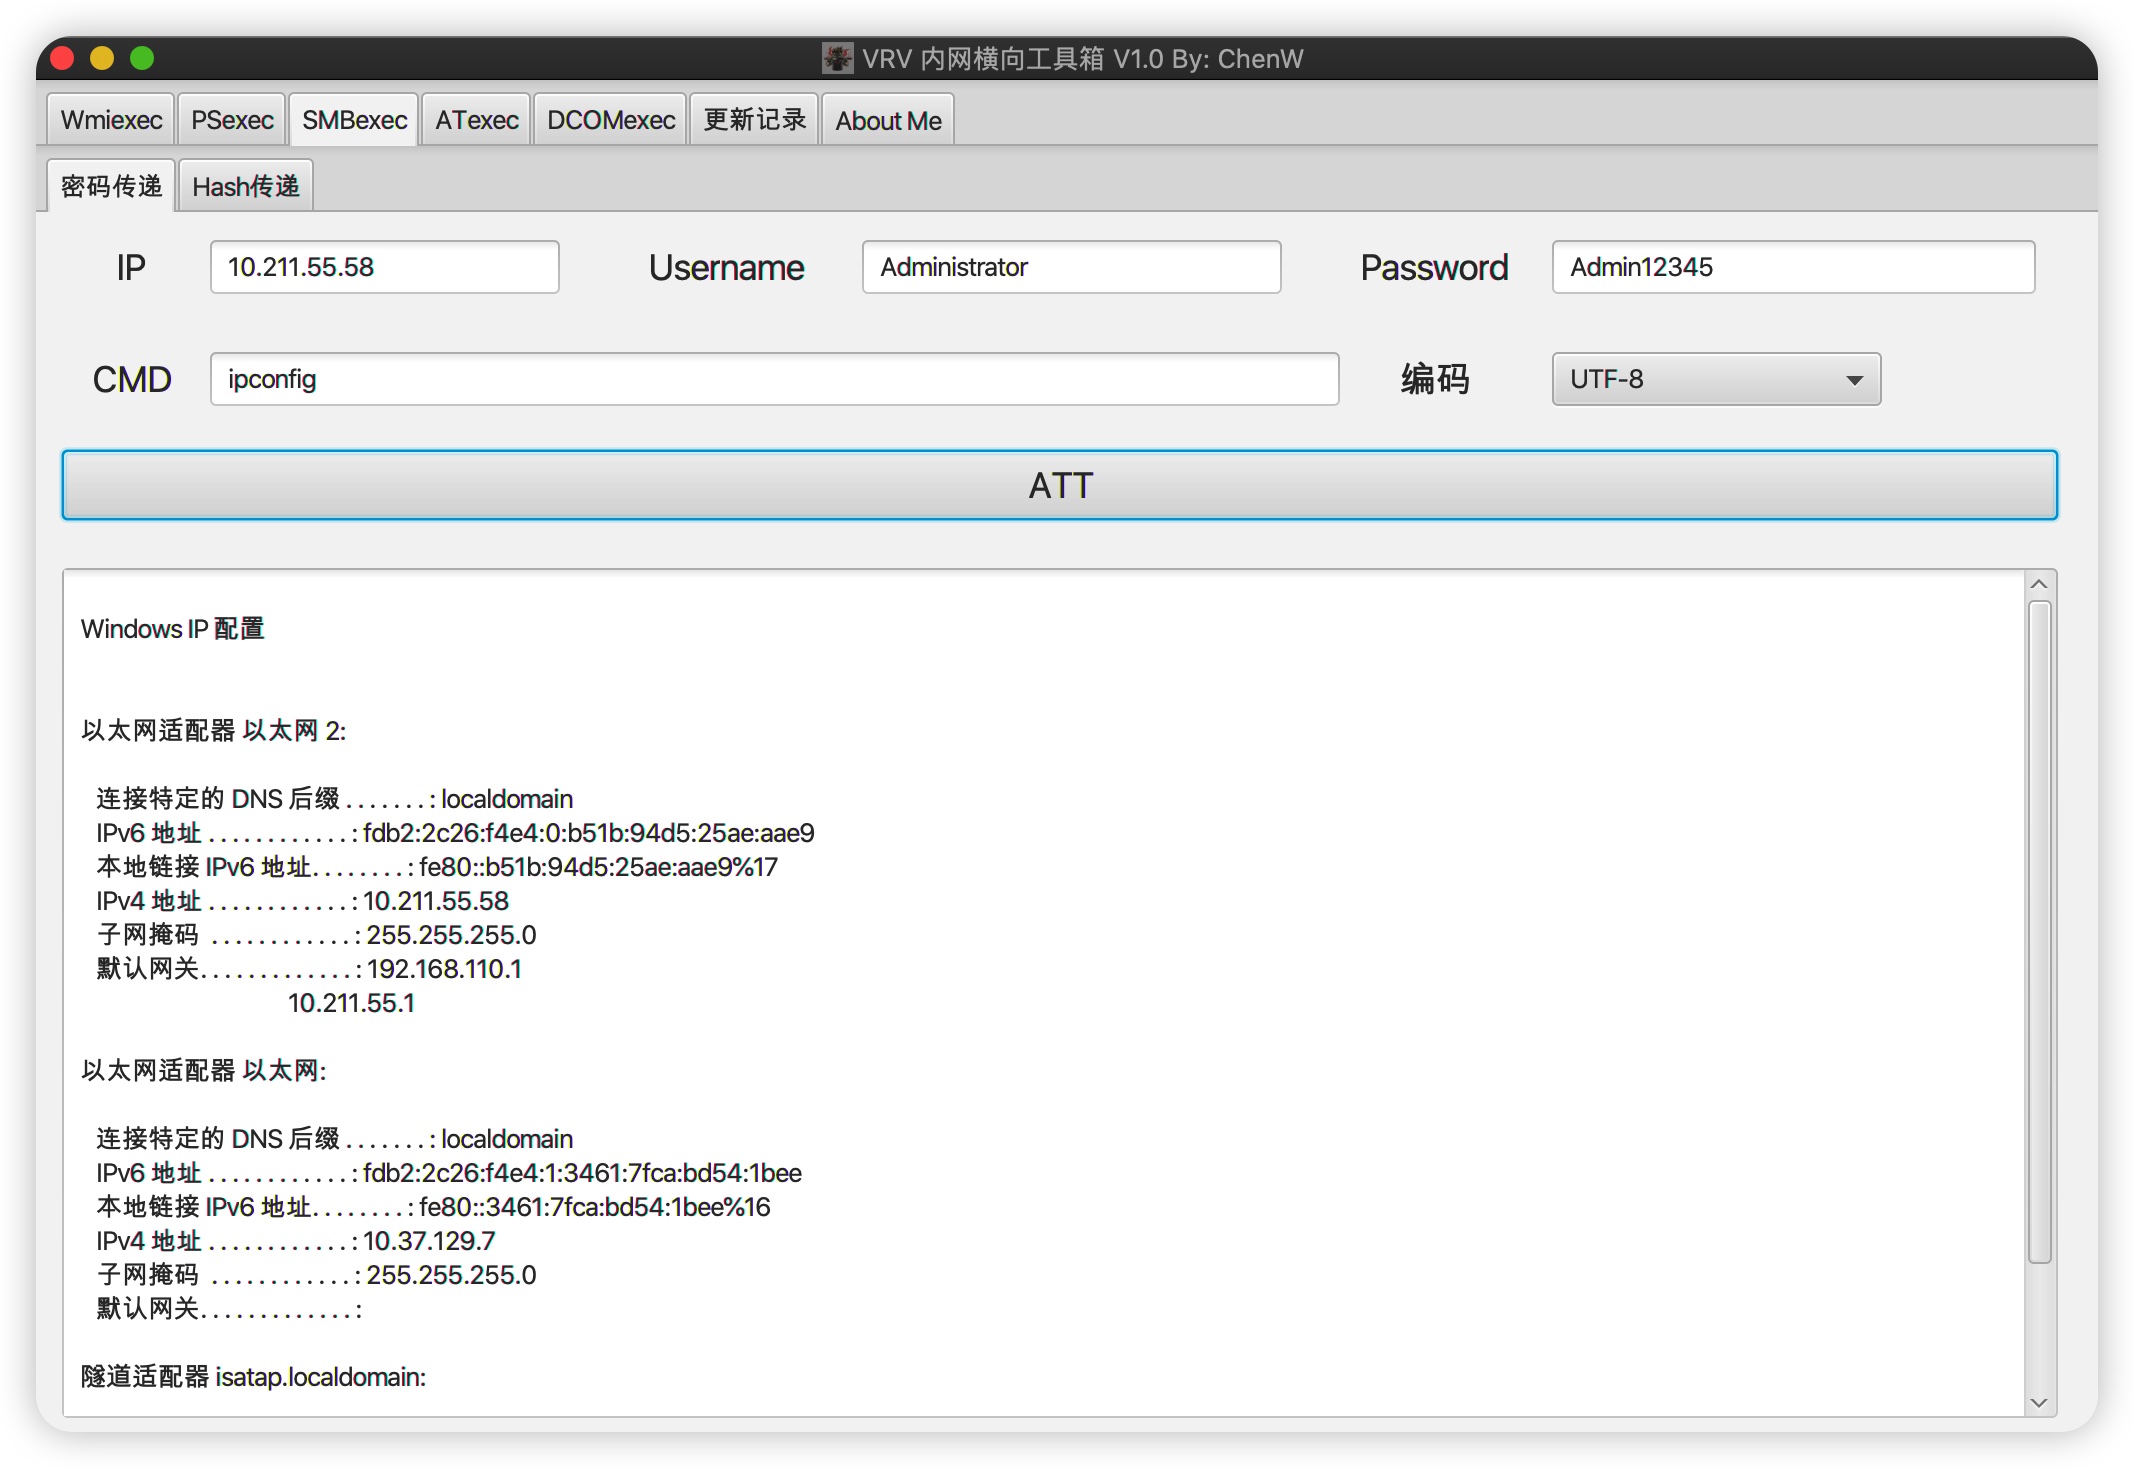 VRV 内网横向工具箱 V1.0 By: ChenW
Wmiexec PSexec SMBexec ATexec DCOMexec 更新记录 About Me
密码传递 Hash传递
IP 10.211.55.58 Username Administrator Password Admin12345
CMD ipconfig 编码 UTF-8
ATT
Windows IP 配置
以太网适配器 以太网 2:
连接特定的 DNS 后缀 . . . . . . . : localdomain
IPv6 地址 . . . . . . . . . . . . : fdb2:2c26:f4e4:0:b51b:94d5:25ae:aae9
本地链接 IPv6 地址. . . . . . . . : fe80::b51b:94d5:25ae:aae9%17
IPv4 地址 . . . . . . . . . . . . : 10.211.55.58
子网掩码 . . . . . . . . . . . . : 255.255.255.0
默认网关. . . . . . . . . . . . . : 192.168.110.1
10.211.55.1
以太网适配器 以太网:
连接特定的 DNS 后缀 . . . . . . . : localdomain
IPv6 地址 . . . . . . . . . . . . : fdb2:2c26:f4e4:1:3461:7fca:bd54:1bee
本地链接 IPv6 地址. . . . . . . . : fe80::3461:7fca:bd54:1bee%16
IPv4 地址 . . . . . . . . . . . . : 10.37.129.7
子网掩码 . . . . . . . . . . . . : 255.255.255.0
默认网关. . . . . . . . . . . . . :
隧道适配器 isatap.localdomain: